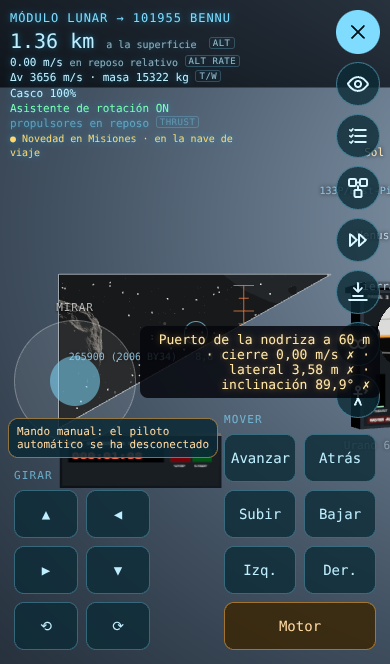 MÓDULO LUNAR → 101955 BENNU
1.36 km a la superficie ALT
0.00 m/s en reposo relativo ALT RATE
Δv 3656 m/s · masa 15322 kg T/W
Casco 100%
Asistente de rotación ON
propulsores en reposo THRUST
● Novedad en Misiones · en la nave de
viaje
Sol
MIRAR
265900 (2006
Puerto de la nodriza a 60 m
· cierre 0,00 m/s ✗ ·
lateral 3,58 m ✗ ·
inclinación 89,9° ✗
Mando manual: el piloto
automático se ha desconectado
MOVER
Avanzar Atrás
GIRAR
▲ ◄ Subir Bajar
► ▼ Izq. Der.
⟲ ⟳ Motor